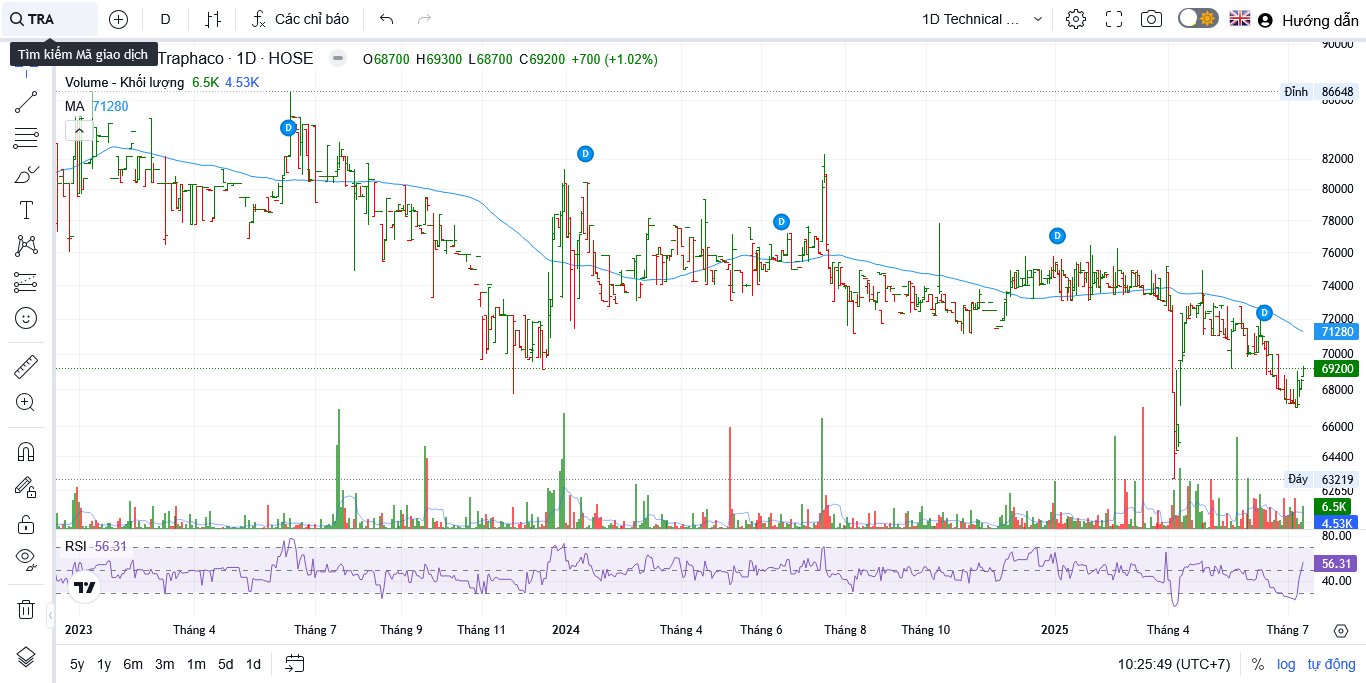 TRA
D
Các chỉ báo
1D Technical ...
Hướng dẫn
Tìm kiếm Mã giao dịch
Traphaco · 1D · HOSE
O68700 H69300 L68700 C69200 +700 (+1.02%)
Volume - Khối lượng 6.5K 4.53K
MA 71280
D
D
D
D
D
90000
Đỉnh 86648
86000
82000
80000
78000
76000
74000
72000
71280
70000
69200
68000
66000
64400
Đáy 63219
62650
6.5K
4.53K
80.00
RSI 56.31
56.31
40.00
2023 Tháng 4 Tháng 7 Tháng 9 Tháng 11 2024 Tháng 4 Tháng 6 Tháng 8 Tháng 10 2025 Tháng 4 Tháng 7
5y 1y 6m 3m 1m 5d 1d
10:25:49 (UTC+7) % log tự động